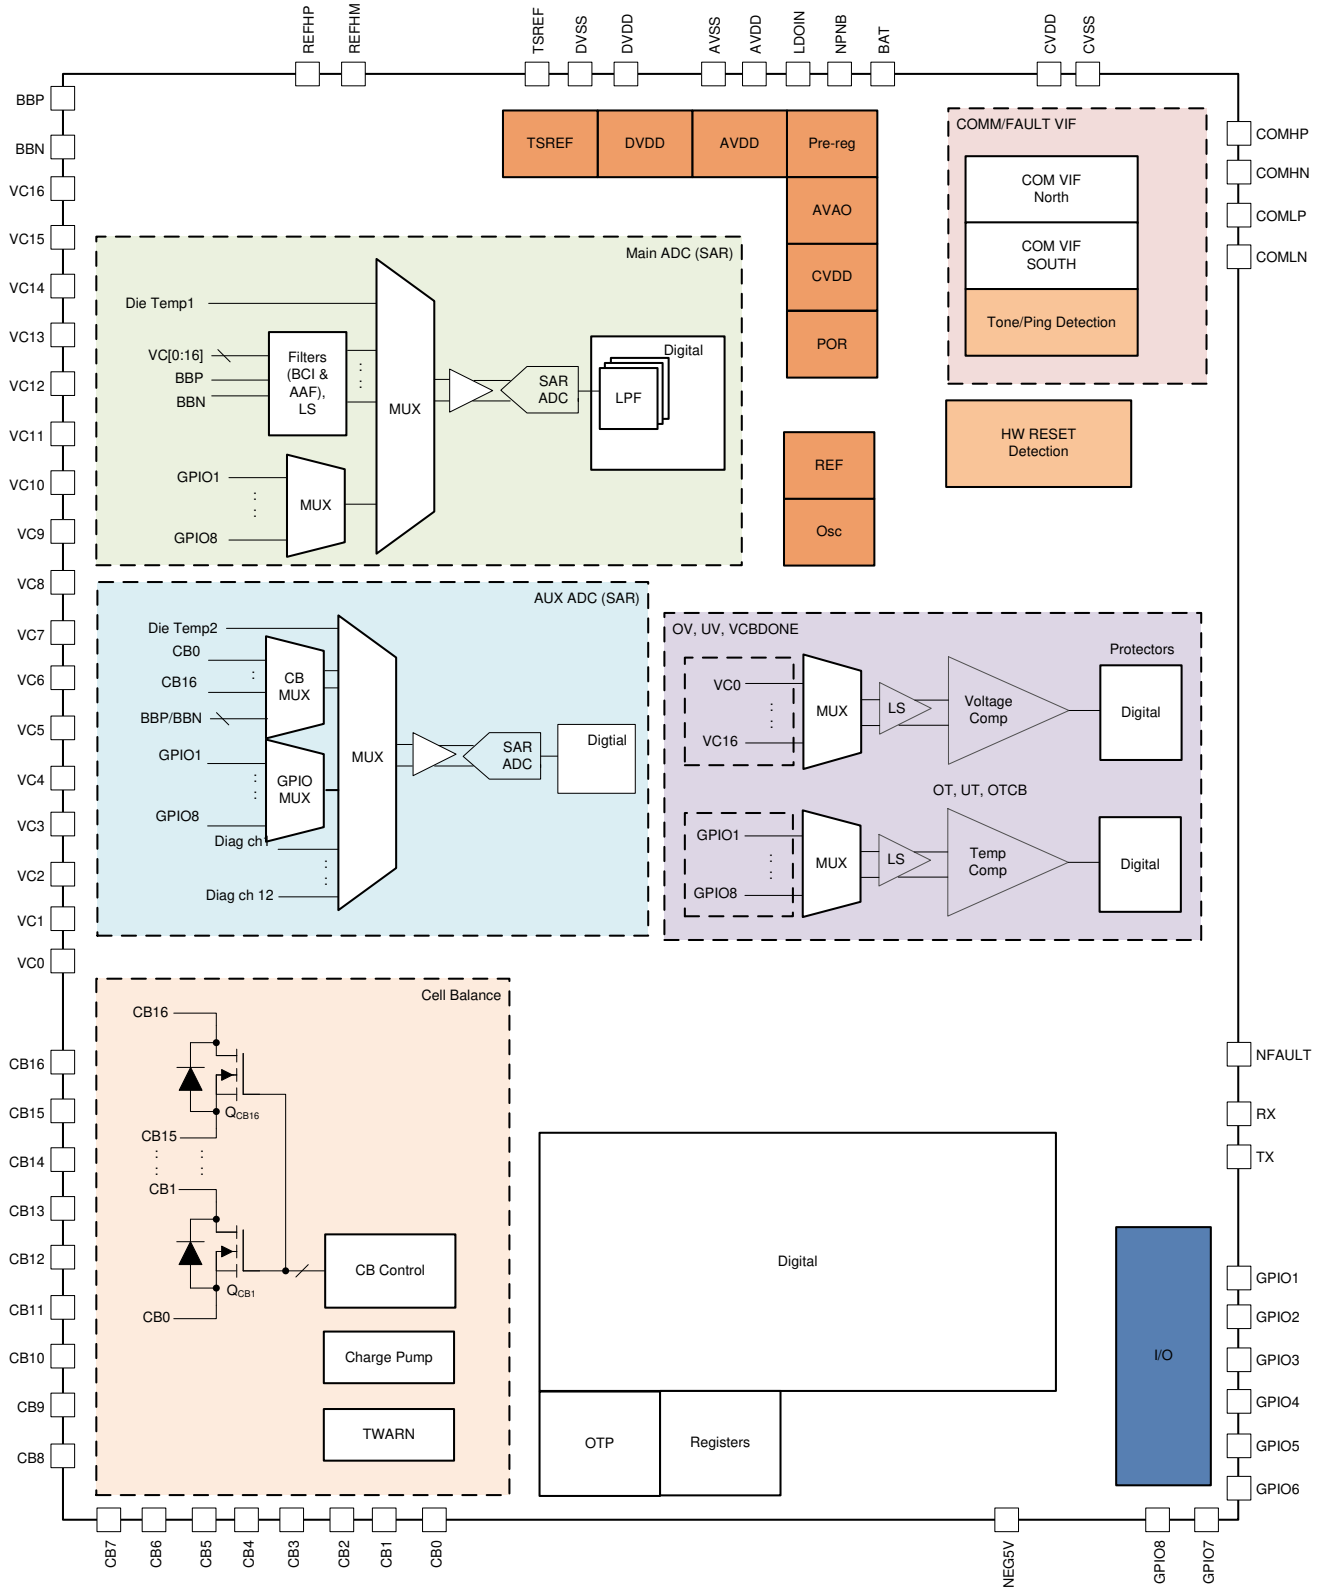 REFHP
REFHM
TSREF
DVSS
DVDD
AVSS
AVDD
LDOIN
NPNB
BAT
CVDD
CVSS
BBP
BBN
VC16
VC15
VC14
VC13
VC12
VC11
VC10
VC9
VC8
VC7
VC6
VC5
VC4
VC3
VC2
VC1
VC0
CB16
CB15
CB14
CB13
CB12
CB11
CB10
CB9
CB8
TSREF
DVDD
AVDD
Pre-reg
AVAO
CVDD
POR
REF
Osc
COMM/FAULT VIF
COM VIF
North
COM VIF
SOUTH
Tone/Ping Detection
HW RESET
Detection
COMHP
COMHN
COMLP
COMLN
Main ADC (SAR)
Die Temp1
VC[0:16]
BBP
BBN
Filters
(BCI &
AAF),
LS
GPIO1
GPIO8
MUX
MUX
SAR
ADC
Digital
LPF
AUX ADC (SAR)
Die Temp2
CB0
CB16
BBP/BBN
CB
MUX
GPIO1
GPIO8
GPIO
MUX
Diag ch1
Diag ch 12
MUX
SAR
ADC
Digtial
OV, UV, VCBDONE
Protectors
VC0
VC16
MUX
LS
Voltage
Comp
Digital
OT, UT, OTCB
GPIO1
GPIO8
MUX
LS
Temp
Comp
Digital
Cell Balance
CB16
QCB16
CB15
CB1
QCB1
CB0
CB Control
Charge Pump
TWARN
Digital
OTP
Registers
I/O
NFAULT
RX
TX
GPIO1
GPIO2
GPIO3
GPIO4
GPIO5
GPIO6
CB7
CB6
CB5
CB4
CB3
CB2
CB1
CB0
NEG5V
GPIO8
GPIO7